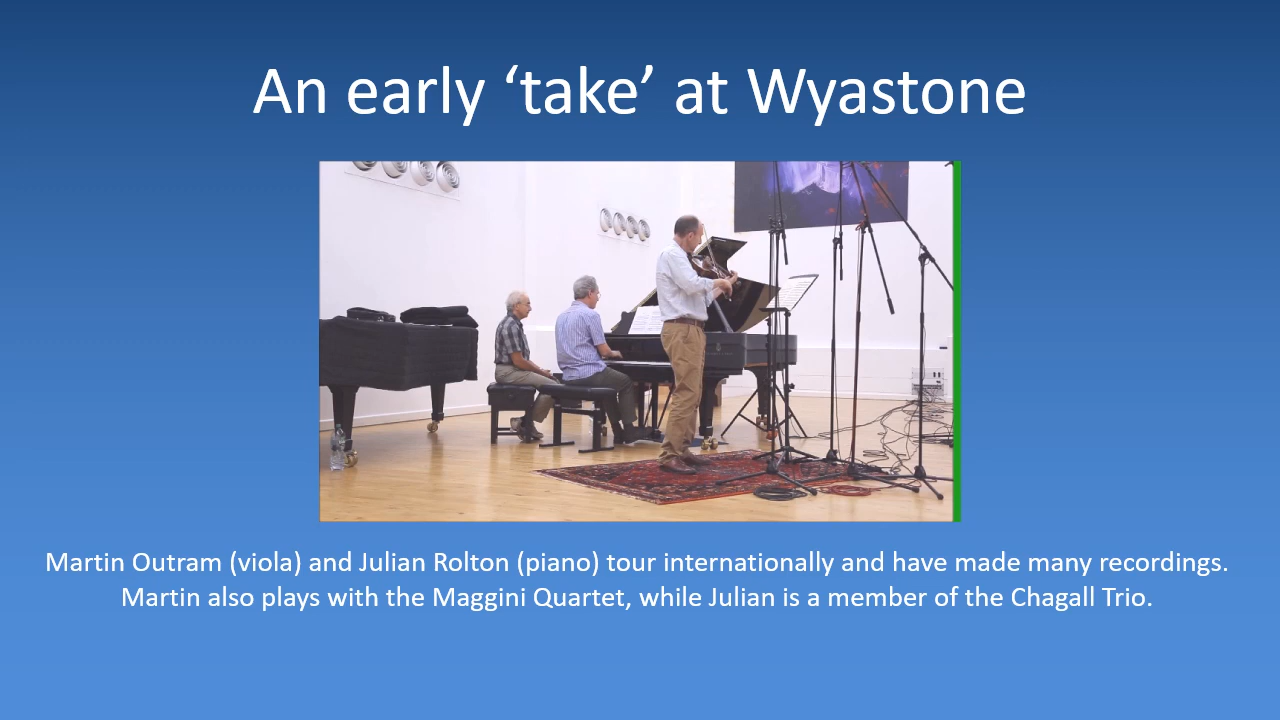 An early ‘take’ at Wyastone
Martin Outram (viola) and Julian Rolton (piano) tour internationally and have made many recordings.
Martin also plays with the Maggini Quartet, while Julian is a member of the Chagall Trio.